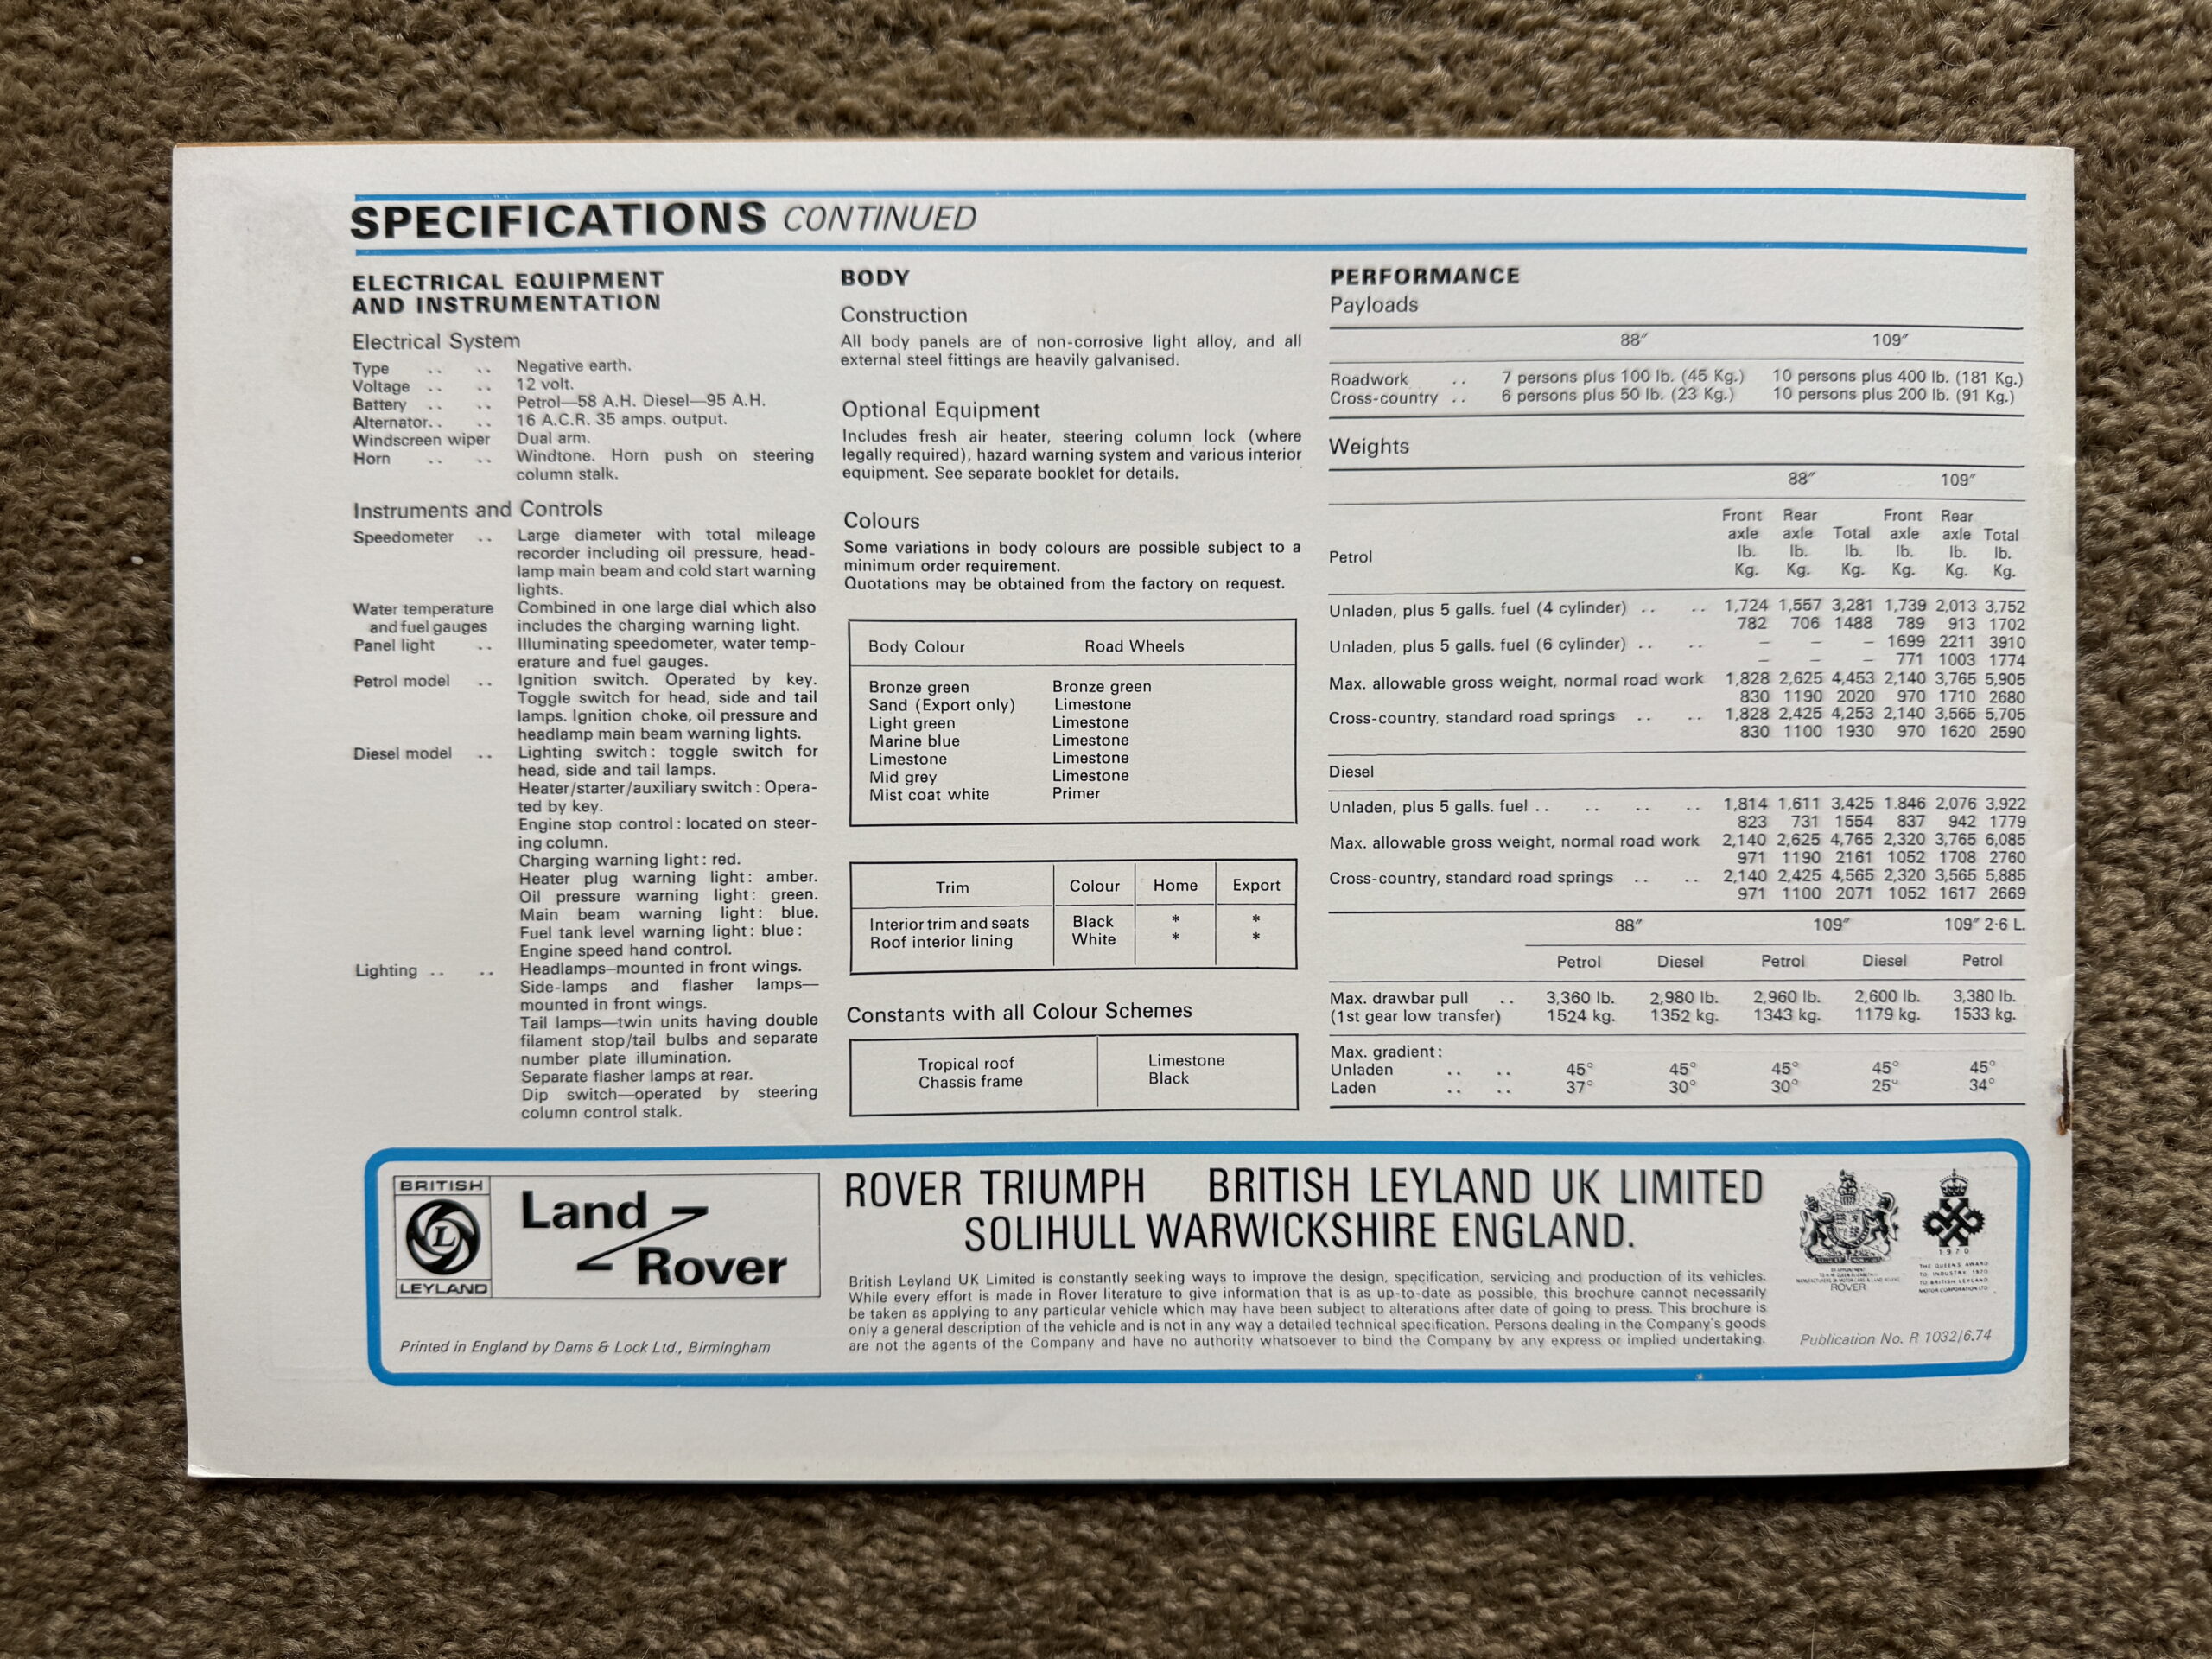 SPECIFICATIONS CONTINUED
ELECTRICAL EQUIPMENT
AND INSTRUMENTATION
Electrical System
Type .. .. Negative earth.
Voltage .. .. 12 volt.
Battery .. .. Petrol—58 A.H. Diesel—95 A.H.
Alternator.. .. 16 A.C.R. 35 amps. output.
Windscreen wiper Dual arm.
Horn .. .. Windtone. Horn push on steering
column stalk.
Instruments and Controls
Speedometer .. Large diameter with total mileage
recorder including oil pressure, head-
lamp main beam and cold start warning
lights.
Water temperature Combined in one large dial which also
and fuel gauges includes the charging warning light.
Panel light .. Illuminating speedometer, water temp-
erature and fuel gauges.
Petrol model .. Ignition switch. Operated by key.
Toggle switch for head, side and tail
lamps. Ignition choke, oil pressure and
headlamp main beam warning lights.
Diesel model .. Lighting switch: toggle switch for
head, side and tail lamps.
Heater/starter/auxiliary switch: Opera-
ted by key.
Engine stop control: located on steer-
ing column.
Charging warning light: red.
Heater plug warning light: amber.
Oil pressure warning light: green.
Main beam warning light: blue.
Fuel tank level warning light: blue:
Engine speed hand control.
Lighting .. .. Headlamps—mounted in front wings.
Side-lamps and flasher lamps—
mounted in front wings.
Tail lamps—twin units having double
filament stop/tail bulbs and separate
number plate illumination.
Separate flasher lamps at rear.
Dip switch—operated by steering
column control stalk.
BODY
Construction
All body panels are of non-corrosive light alloy, and all
external steel fittings are heavily galvanised.
Optional Equipment
Includes fresh air heater, steering column lock (where
legally required), hazard warning system and various interior
equipment. See separate booklet for details.
Colours
Some variations in body colours are possible subject to a
minimum order requirement.
Quotations may be obtained from the factory on request.
Body Colour Road Wheels
Bronze green Bronze green
Sand (Export only) Limestone
Light green Limestone
Marine blue Limestone
Limestone Limestone
Mid grey Limestone
Mist coat white Primer
Trim Colour Home Export
Interior trim and seats Black * *
Roof interior lining White * *
Constants with all Colour Schemes
Tropical roof Limestone
Chassis frame Black
PERFORMANCE
Payloads
88″ 109″
Roadwork .. 7 persons plus 100 lb. (45 Kg.) 10 persons plus 400 lb. (181 Kg.)
Cross-country .. 6 persons plus 50 lb. (23 Kg.) 10 persons plus 200 lb. (91 Kg.)
Weights
88″ 109″
Front Rear Front Rear
axle axle Total axle axle Total
lb. lb. lb. lb. lb. lb.
Petrol Kg. Kg. Kg. Kg. Kg. Kg.
Unladen, plus 5 galls. fuel (4 cylinder) .. .. 1,724 1,557 3,281 1,739 2,013 3,752
782 706 1488 789 913 1702
Unladen, plus 5 galls. fuel (6 cylinder) .. .. – – – 1699 2211 3910
– – – 771 1003 1774
Max. allowable gross weight, normal road work 1,828 2,625 4,453 2,140 3,765 5,905
830 1190 2020 970 1710 2680
Cross-country, standard road springs .. .. 1,828 2,425 4,253 2,140 3,565 5,705
830 1100 1930 970 1620 2590
Diesel
Unladen, plus 5 galls. fuel .. .. .. .. 1,814 1,611 3,425 1.846 2,076 3,922
823 731 1554 837 942 1779
Max. allowable gross weight, normal road work 2,140 2,625 4,765 2,320 3,765 6,085
971 1190 2161 1052 1708 2760
Cross-country, standard road springs .. .. 2,140 2,425 4,565 2,320 3,565 5,885
971 1100 2071 1052 1617 2669
88″ 109″ 109″ 2·6 L.
Petrol Diesel Petrol Diesel Petrol
Max. drawbar pull .. 3,360 lb. 2,980 lb. 2,960 lb. 2,600 lb. 3,380 lb.
(1st gear low transfer) 1524 kg. 1352 kg. 1343 kg. 1179 kg. 1533 kg.
Max. gradient:
Unladen .. .. 45° 45° 45° 45° 45°
Laden .. .. 37° 30° 30° 25° 34°
BRITISH
L
LEYLAND
Land
Rover
Printed in England by Dams & Lock Ltd., Birmingham
ROVER TRIUMPH BRITISH LEYLAND UK LIMITED
SOLIHULL WARWICKSHIRE ENGLAND.
British Leyland UK Limited is constantly seeking ways to improve the design, specification, servicing and production of its vehicles.
While every effort is made in Rover literature to give information that is as up-to-date as possible, this brochure cannot necessarily
be taken as applying to any particular vehicle which may have been subject to alterations after date of going to press. This brochure is
only a general description of the vehicle and is not in any way a detailed technical specification. Persons dealing in the Company's goods
are not the agents of the Company and have no authority whatsoever to bind the Company by any express or implied undertaking.
ROVER
1970
THE QUEEN'S AWARD
TO INDUSTRY 1970
TO BRITISH LEYLAND
MOTOR CORPORATION LTD
Publication No. R 1032/6.74